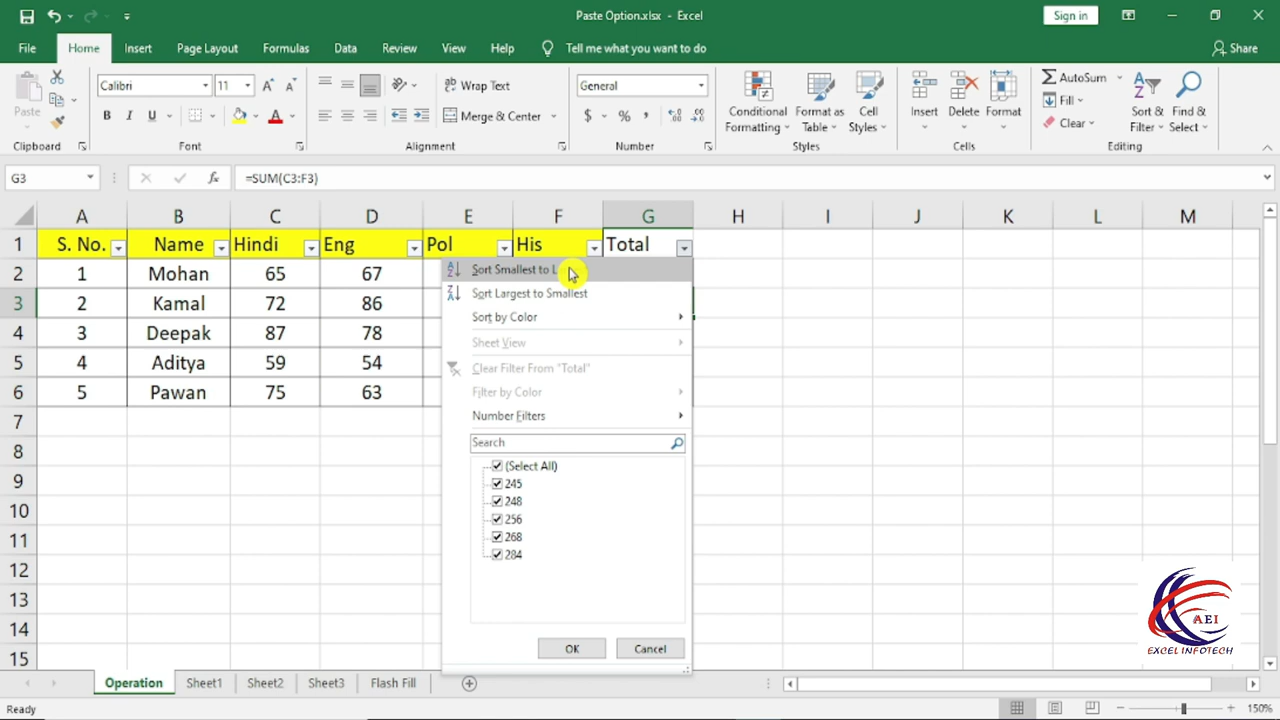 Paste Option.xlsx - Excel
Sign in
File Home Insert Page Layout Formulas Data Review View Help Tell me what you want to do Share
Calibri 11 Wrap Text General AutoSum
Paste B I U Merge & Center $ % , Conditional Formatting Format as Table Cell Styles Insert Delete Format Fill Clear Sort & Filter Find & Select
Clipboard Font Alignment Number Styles Cells Editing
G3 fx =SUM(C3:F3)
A B C D E F G H I J K L M
1 S. No. Name Hindi Eng Pol His Total
2 1 Mohan 65 67
3 2 Kamal 72 86
4 3 Deepak 87 78
5 4 Aditya 59 54
6 5 Pawan 75 63
7
8
9
10
11
12
13
14
15
Sort Smallest to L
Sort Largest to Smallest
Sort by Color
Sheet View
Clear Filter From "Total"
Filter by Color
Number Filters
Search
(Select All)
245
248
256
268
284
OK Cancel
AEI
EXCEL INFOTECH
Operation Sheet1 Sheet2 Sheet3 Flash Fill
Ready 150%